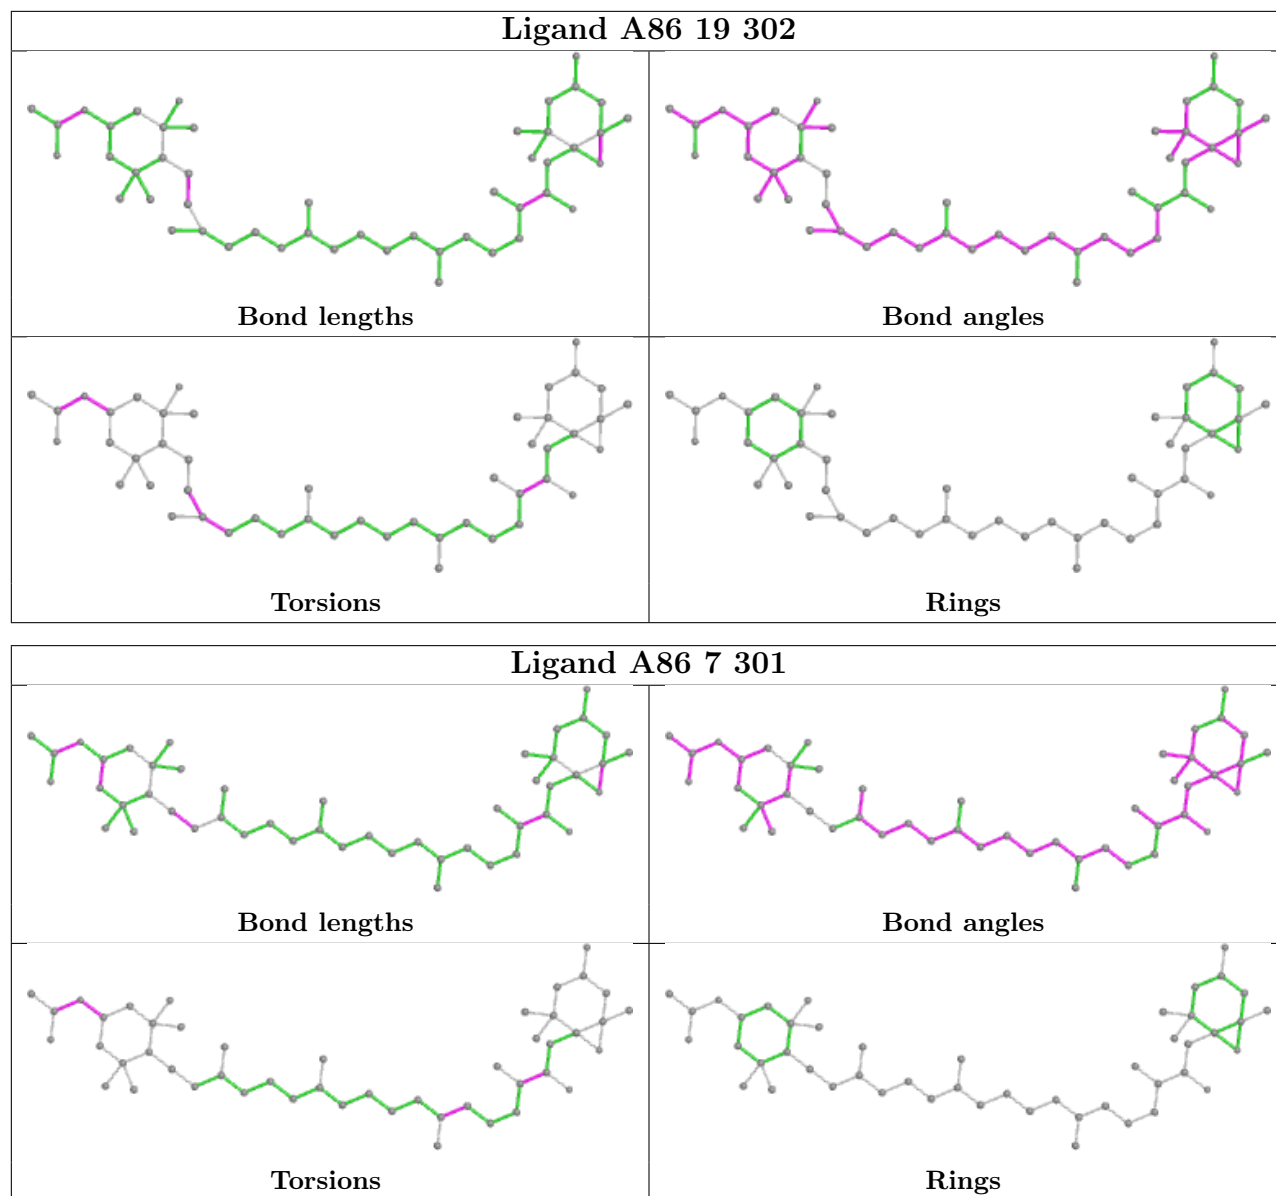 Ligand A86 19 302
Bond lengths
Bond angles
Torsions
Rings
Ligand A86 7 301
Bond lengths
Bond angles
Torsions
Rings